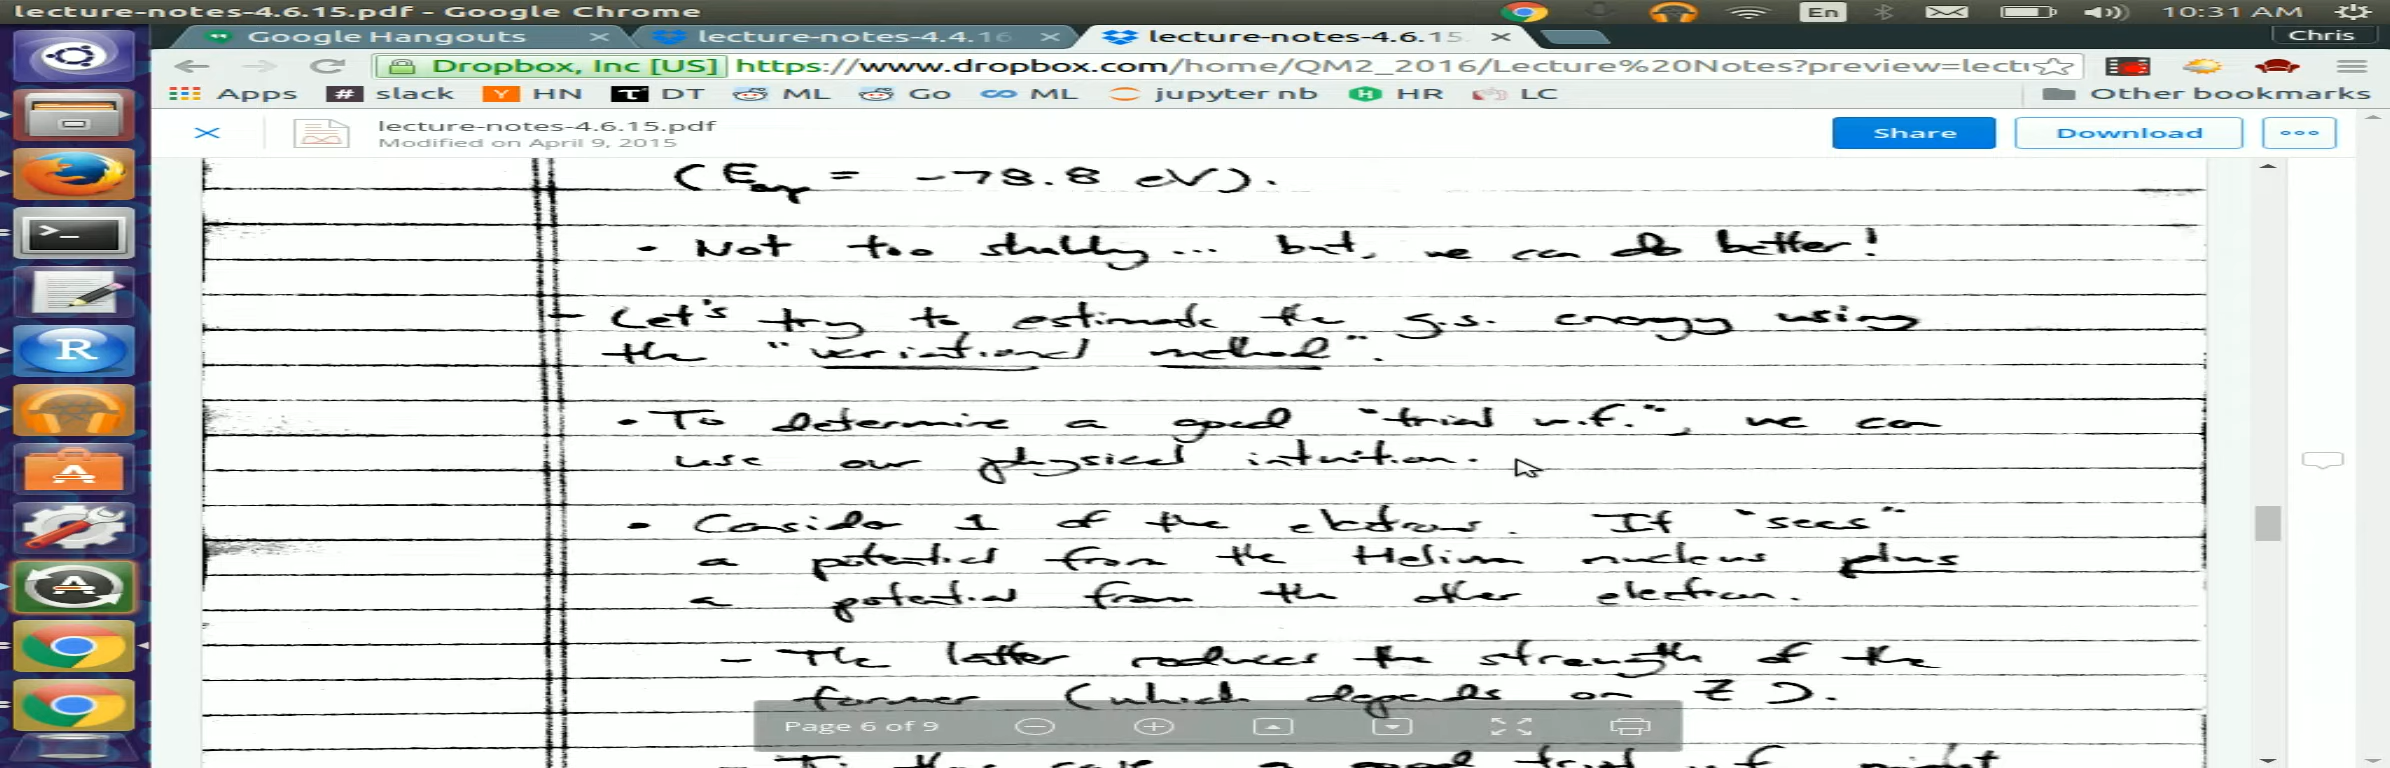 lecture-notes-4.6.15.pdf - Google Chrome
En
10:31 AM
Google Hangouts
lecture-notes-4.4.16
lecture-notes-4.6.15.
Chris
Dropbox, Inc [US]
https://www.dropbox.com/home/QM2_2016/Lecture%20Notes?preview=lect
Apps
# slack
Y HN
T DT
ML
Go
ML
jupyter nb
H HR
LC
Other bookmarks
lecture-notes-4.6.15.pdf
Modified on April 9, 2015
Share
Download
(Eexp = -78.8 eV).
• Not too shabby... but, we can do better!
- Let's try to estimate the g.s. energy using
the "variational method".
• To determine a good "trial w.f.", we can
use our physical intuition.
• Consider 1 of the electrons. It "sees"
a potential from the Helium nucleus plus
a potential from the other electron.
- The latter reduces the strength of the
former (which depends on Z).
Page 6 of 9
a good trial w.f. might